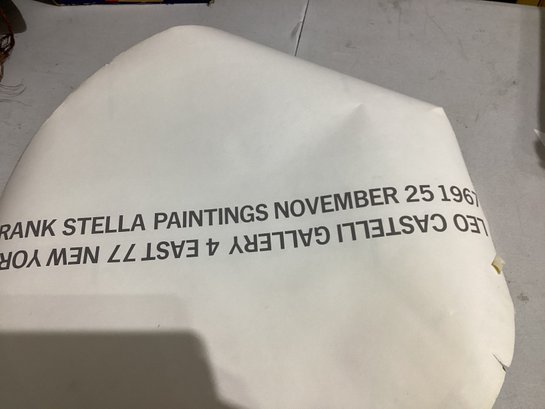 RANK STELLA PAINTINGS NOVEMBER 25 1967
LEO CASTELLI GALLERY 4 EAST 77 NEW YOR